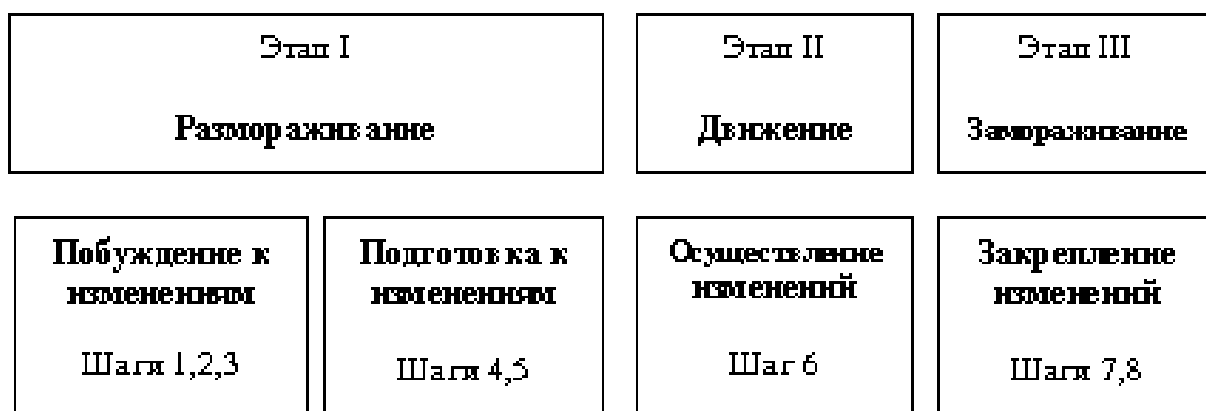 Этап I
Размораживание
Этап II
Движение
Этап III
Замораживание
Побуждение к
изменениям
Шаги 1,2,3
Подготовка к
изменениям
Шаги 4,5
Осуществление
изменений
Шаг 6
Закрепление
изменений
Шаги 7,8